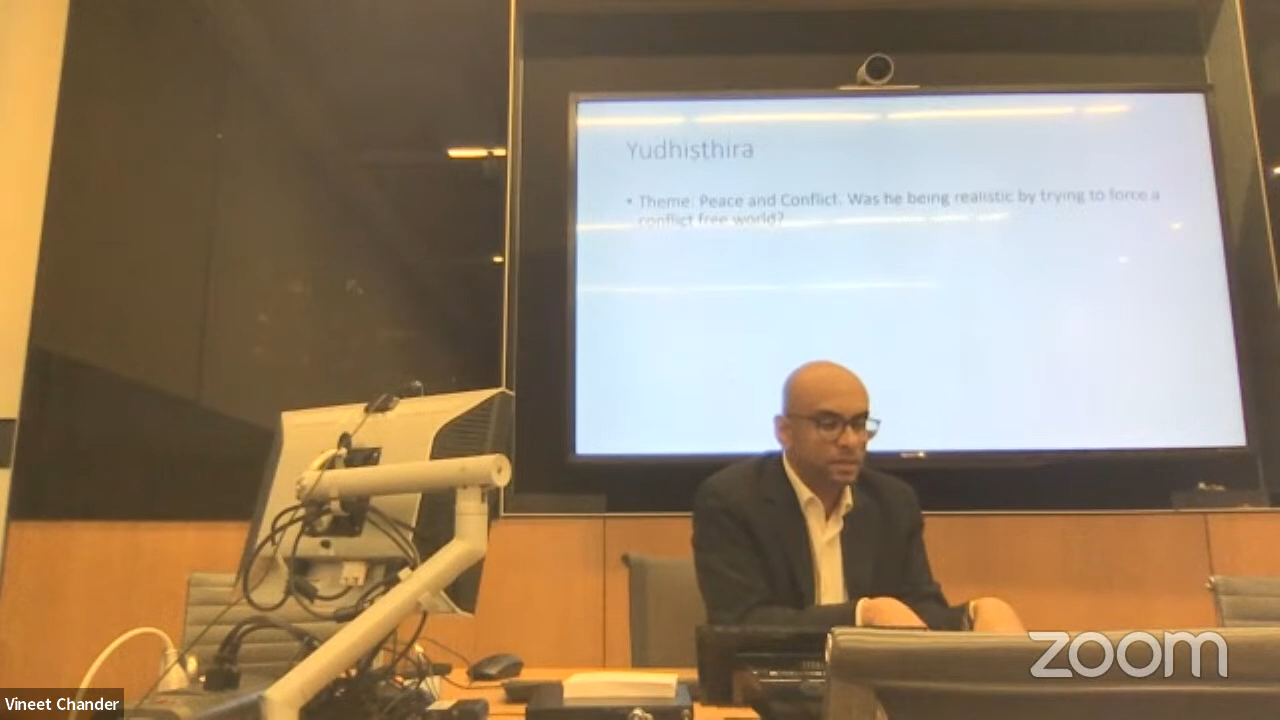 Yudhiṣṭhira
• Theme: Peace and Conflict. Was he being realistic by trying to force a
conflict free world?
zoom
Vineet Chander